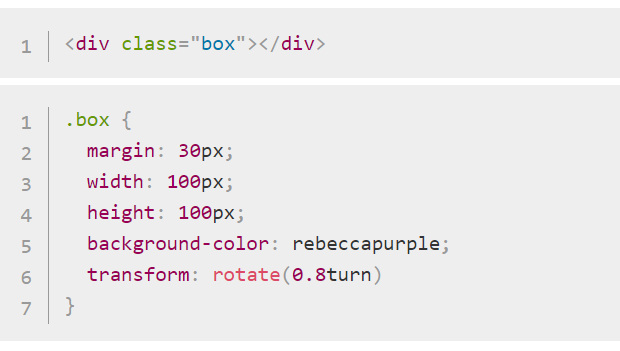 1 <div class="box"></div>
1 .box {
2   margin: 30px;
3   width: 100px;
4   height: 100px;
5   background-color: rebeccapurple;
6   transform: rotate(0.8turn)
7 }